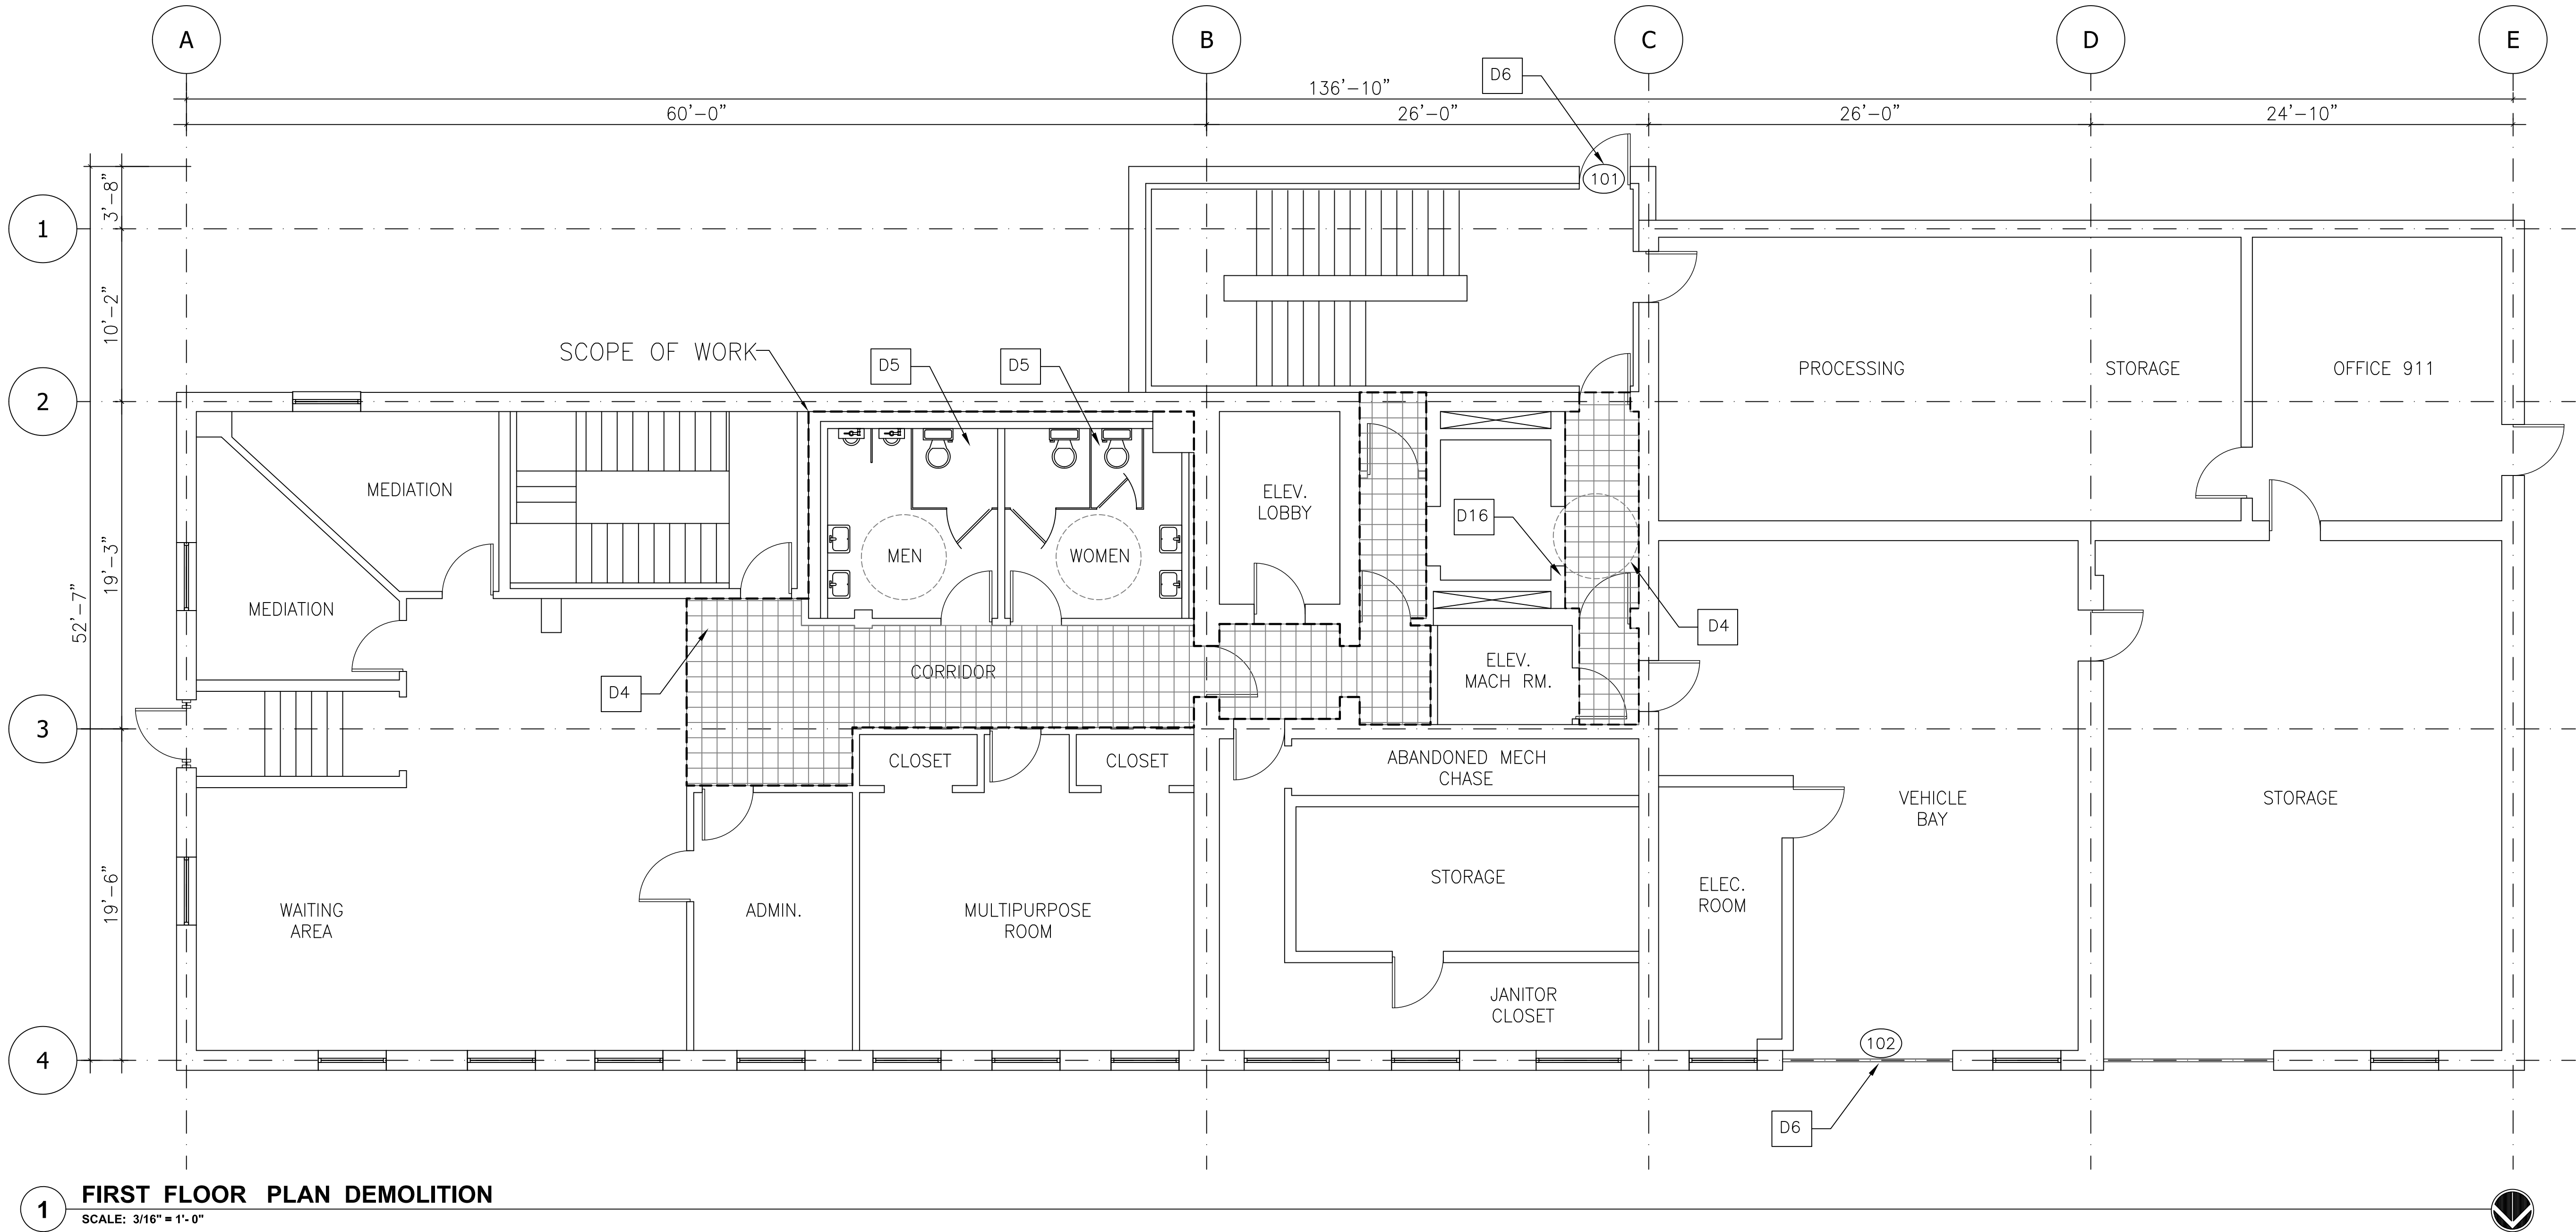 A
B
C
D
E
D6
136'-10"
60'-0"
26'-0"
26'-0"
24'-10"
3'-8"
101
1
10'-2"
SCOPE OF WORK
D5
D5
PROCESSING
STORAGE
OFFICE 911
2
MEDIATION
ELEV.
LOBBY
D16
19'-3"
MEN
WOMEN
52'-7"
MEDIATION
D4
ELEV.
MACH RM.
CORRIDOR
D4
3
CLOSET
CLOSET
ABANDONED MECH
CHASE
VEHICLE
BAY
STORAGE
19'-6"
STORAGE
ELEC.
ROOM
WAITING
AREA
ADMIN.
MULTIPURPOSE
ROOM
JANITOR
CLOSET
102
4
D6
1
FIRST FLOOR PLAN DEMOLITION
SCALE: 3/16" = 1'- 0"